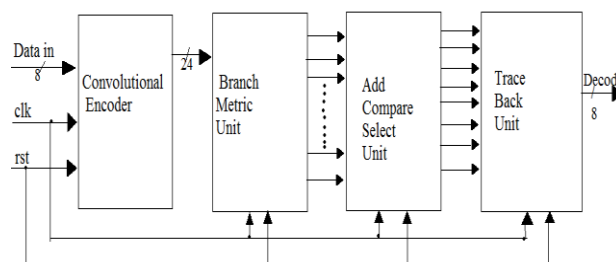 Data in
8
clk
rst
Convolutional
Encoder
24
Branch
Metric
Unit
Add
Compare
Select
Unit
Trace
Back
Unit
Decod
8